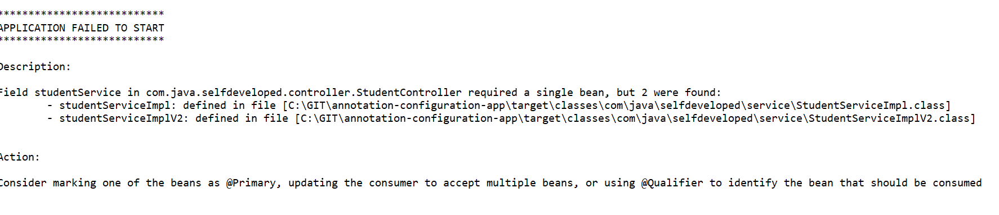 ***************************
APPLICATION FAILED TO START
***************************
Description:
Field studentService in com.java.selfdeveloped.controller.StudentController required a single bean, but 2 were found:
- studentServiceImpl: defined in file [C:\GIT\annotation-configuration-app\target\classes\com\java\selfdeveloped\service\StudentServiceImpl.class]
- studentServiceImplV2: defined in file [C:\GIT\annotation-configuration-app\target\classes\com\java\selfdeveloped\service\StudentServiceImplV2.class]
Action:
Consider marking one of the beans as @Primary, updating the consumer to accept multiple beans, or using @Qualifier to identify the bean that should be consumed